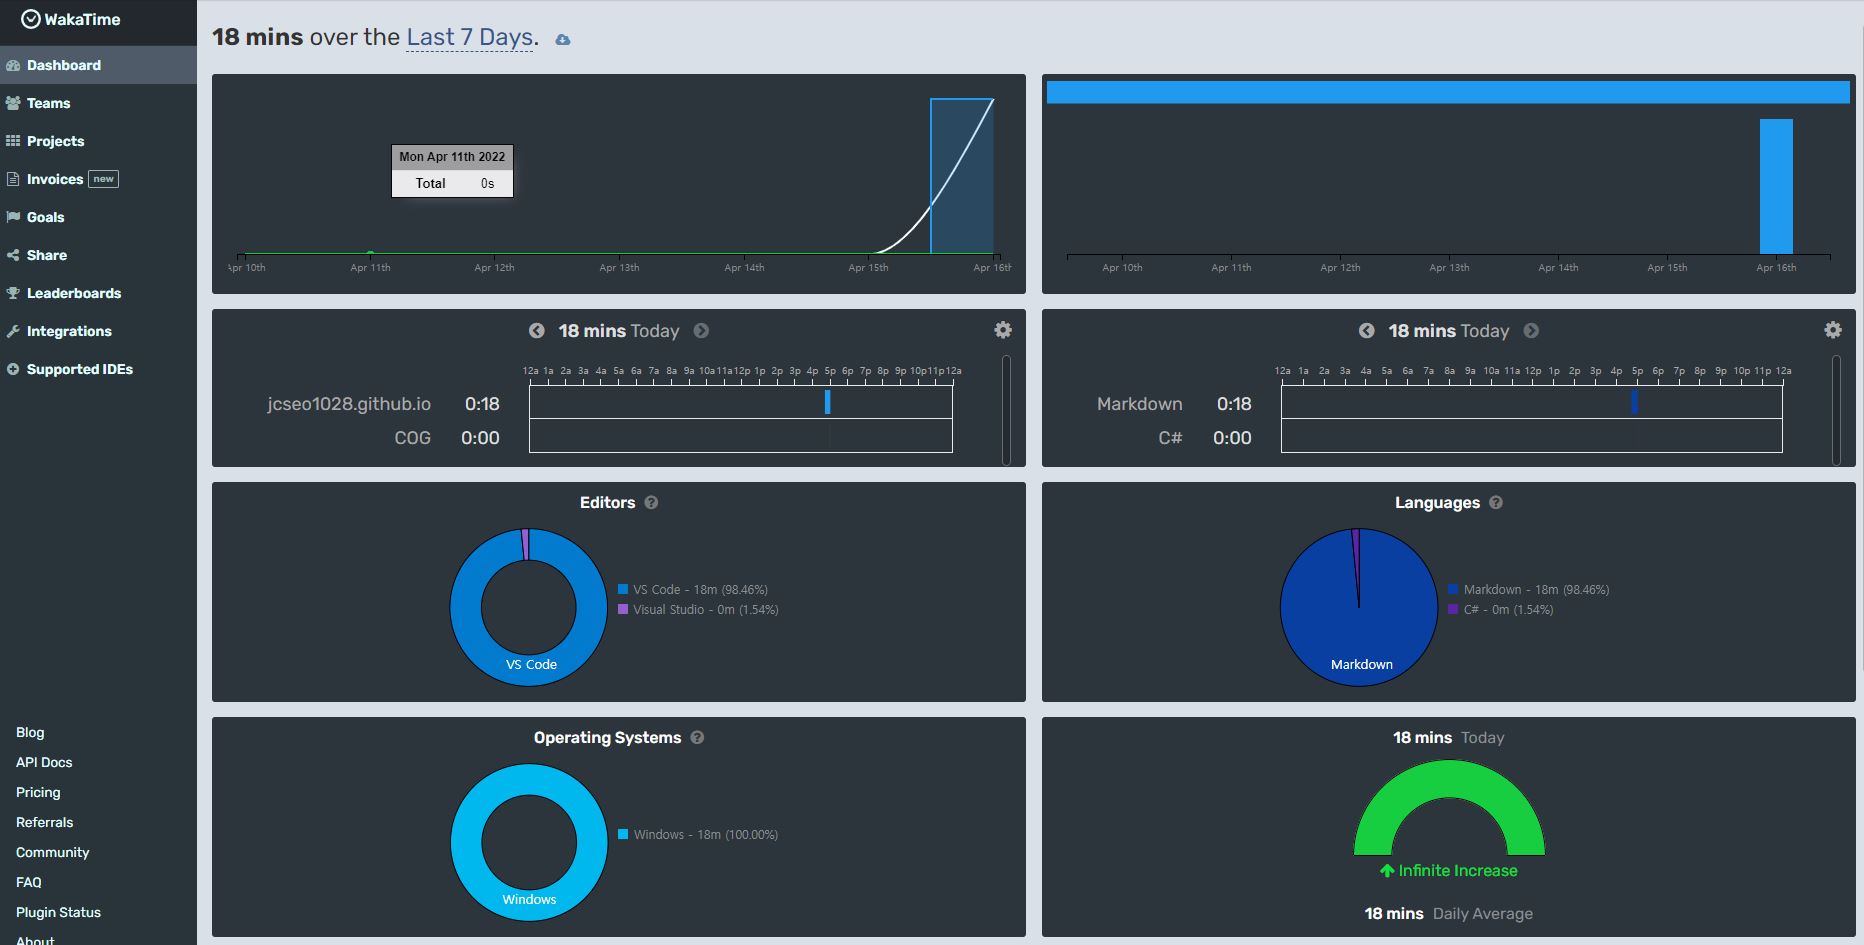 WakaTime
Dashboard
Teams
Projects
Invoices new
Goals
Share
Leaderboards
Integrations
Supported IDEs
Blog
API Docs
Pricing
Referrals
Community
FAQ
Plugin Status
About
18 mins over the Last 7 Days.
Mon Apr 11th 2022
Total 0s
Apr 10th Apr 11th Apr 12th Apr 13th Apr 14th Apr 15th Apr 16th
Apr 10th Apr 11th Apr 12th Apr 13th Apr 14th Apr 15th Apr 16th
18 mins Today
12a 1a 2a 3a 4a 5a 6a 7a 8a 9a 10a 11a 12p 1p 2p 3p 4p 5p 6p 7p 8p 9p 10p 11p 12a
jcseo1028.github.io 0:18
COG 0:00
18 mins Today
12a 1a 2a 3a 4a 5a 6a 7a 8a 9a 10a 11a 12p 1p 2p 3p 4p 5p 6p 7p 8p 9p 10p 11p 12a
Markdown 0:18
C# 0:00
Editors ?
VS Code - 18m (98.46%)
Visual Studio - 0m (1.54%)
VS Code
Languages ?
Markdown - 18m (98.46%)
C# - 0m (1.54%)
Markdown
Operating Systems ?
Windows - 18m (100.00%)
Windows
18 mins Today
Infinite Increase
18 mins Daily Average